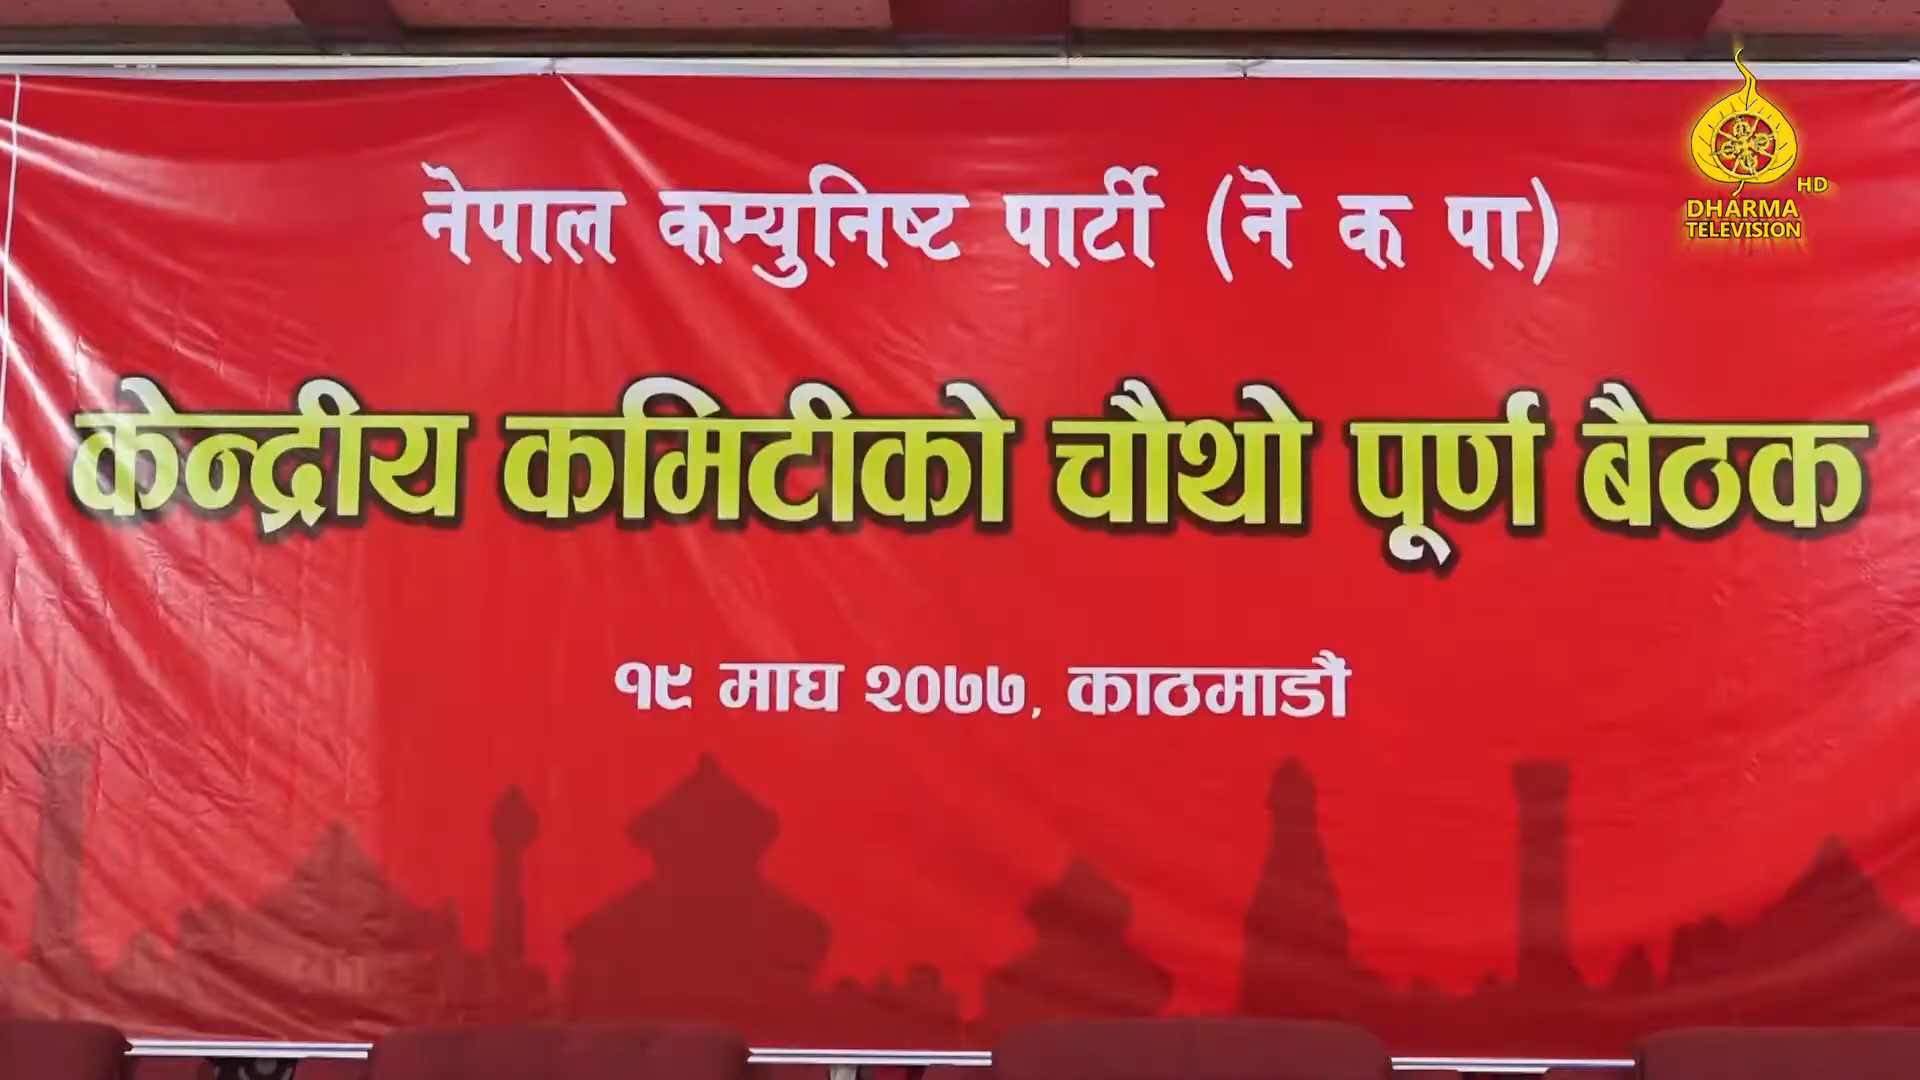 नेपाल कम्युनिष्ट पार्टी (ने क पा)
केन्द्रीय कमिटीको चौथो पूर्ण बैठक
१९ माघ २०७७, काठमाडौं
HD
DHARMA
TELEVISION